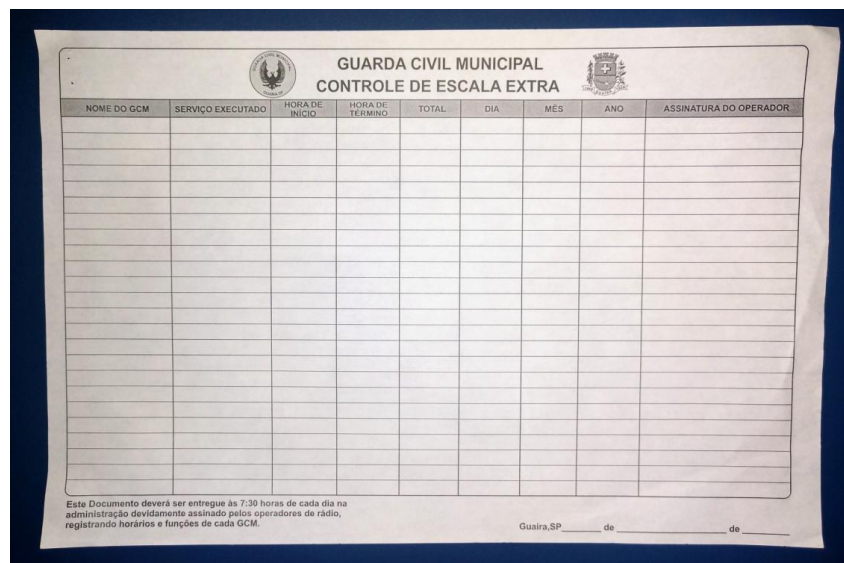 GUARDA CIVIL MUNICIPAL
CONTROLE DE ESCALA EXTRA
NOME DO GCM SERVIÇO EXECUTADO HORA DE INÍCIO HORA DE TÉRMINO TOTAL DIA MÊS ANO ASSINATURA DO OPERADOR
Este Documento deverá ser entregue às 7:30 horas de cada dia na
administração devidamente assinado pelos operadores de rádio,
registrando horários e funções de cada GCM.
Guaira,SP_______ de ____________________ de _________